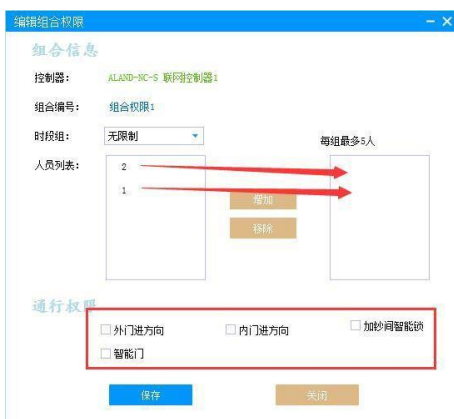 编辑组合权限
组合信息
控制器： ALAND-NC-S 联网控制器1
组合编号： 组合权限1
时段组： 无限制
每组最多5人
人员列表：
2
1
增加
移除
通行权限
外门进方向 内门进方向 加钞间智能锁
智能门
保存 关闭